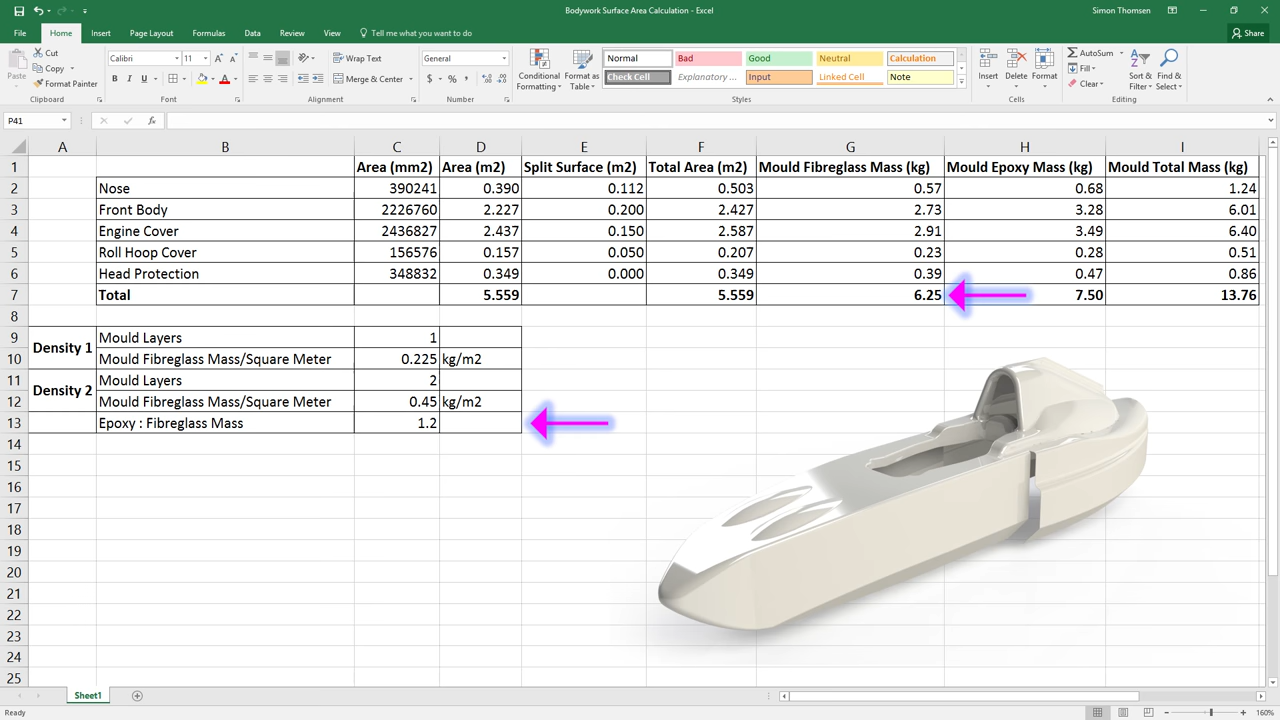 Bodywork Surface Area Calculation - Excel
Simon Thomsen
File Home Insert Page Layout Formulas Data Review View Tell me what you want to do Share
Paste Cut Copy Format Painter Clipboard
Calibri 11 B I U Font
Wrap Text Merge & Center Alignment
General $ % Number
Conditional Formatting Format as Table
Normal Bad Good Neutral Calculation
Check Cell Explanatory ... Input Linked Cell Note
Styles
Insert Delete Format Cells
AutoSum Fill Clear Sort & Filter Find & Select Editing
P41 fx
A B C D E F G H I
1 Area (mm2) Area (m2) Split Surface (m2) Total Area (m2) Mould Fibreglass Mass (kg) Mould Epoxy Mass (kg) Mould Total Mass (kg)
2 Nose 390241 0.390 0.112 0.503 0.57 0.68 1.24
3 Front Body 2226760 2.227 0.200 2.427 2.73 3.28 6.01
4 Engine Cover 2436827 2.437 0.150 2.587 2.91 3.49 6.40
5 Roll Hoop Cover 156576 0.157 0.050 0.207 0.23 0.28 0.51
6 Head Protection 348832 0.349 0.000 0.349 0.39 0.47 0.86
7 Total 5.559 5.559 6.25 7.50 13.76
8
9 Density 1 Mould Layers 1
10 Mould Fibreglass Mass/Square Meter 0.225 kg/m2
11 Density 2 Mould Layers 2
12 Mould Fibreglass Mass/Square Meter 0.45 kg/m2
13 Epoxy : Fibreglass Mass 1.2
14
15
16
17
18
19
20
21
22
23
24
25
Sheet1
Ready 160%